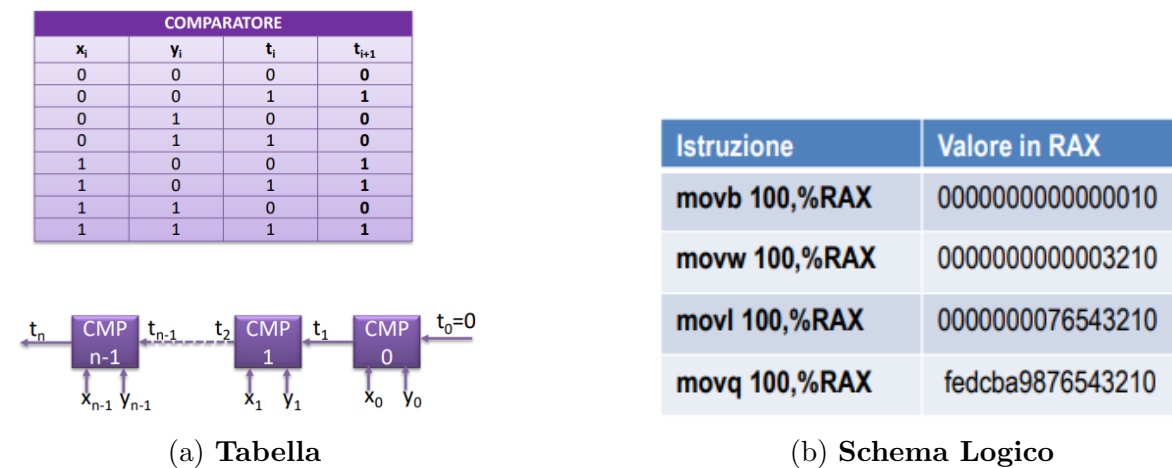 COMPARATORE
xi yi ti ti+1
0 0 0 0
0 0 1 1
0 1 0 0
0 1 1 0
1 0 0 1
1 0 1 1
1 1 0 0
1 1 1 1
tn CMP n-1 tn-1 t2 CMP 1 t1 CMP 0 t0=0
xn-1 yn-1 x1 y1 x0 y0
(a) Tabella
Istruzione Valore in RAX
movb 100,%RAX 0000000000000010
movw 100,%RAX 0000000000003210
movl 100,%RAX 0000000076543210
movq 100,%RAX fedcba9876543210
(b) Schema Logico